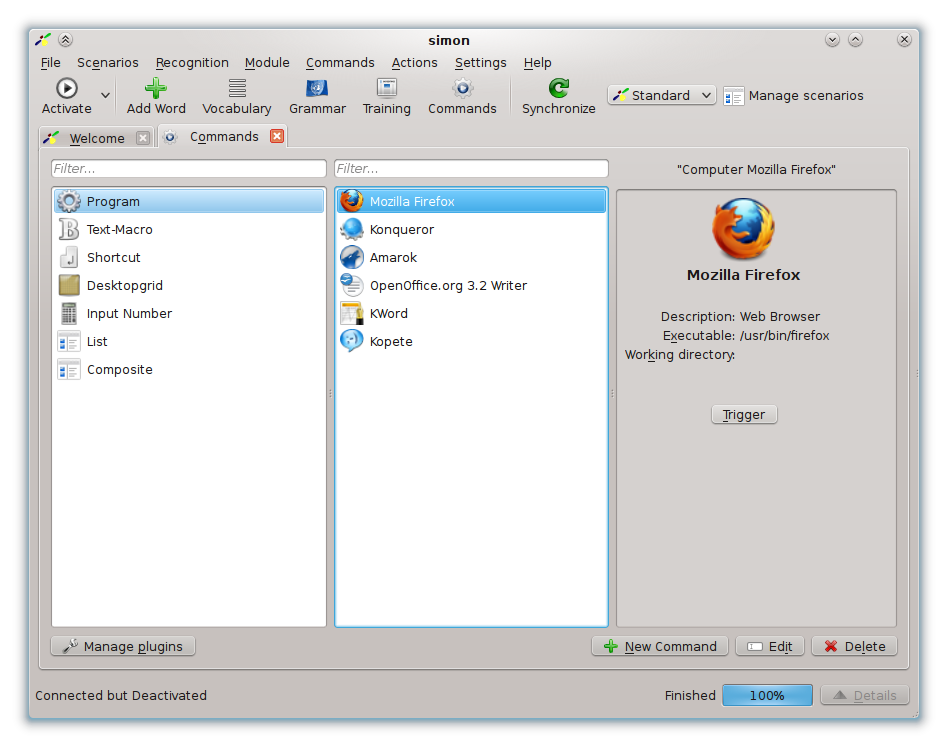 simon
File Scenarios Recognition Module Commands Actions Settings Help
Activate Add Word Vocabulary Grammar Training Commands Synchronize Standard Manage scenarios
Welcome Commands
Filter... Filter... "Computer Mozilla Firefox"
Program
Text-Macro
Shortcut
Desktopgrid
Input Number
List
Composite
Mozilla Firefox
Konqueror
Amarok
OpenOffice.org 3.2 Writer
KWord
Kopete
Mozilla Firefox
Description: Web Browser
Executable: /usr/bin/firefox
Working directory:
Trigger
Manage plugins New Command Edit Delete
Connected but Deactivated Finished 100% Details